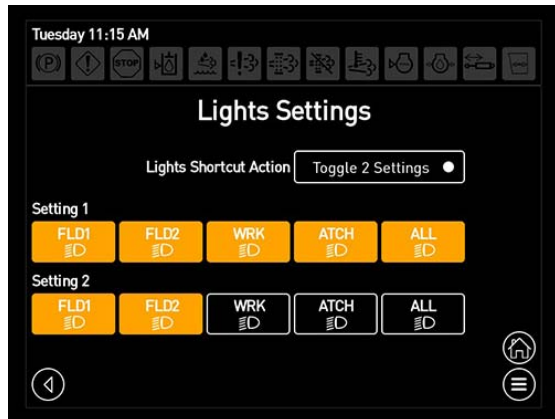 Tuesday 11:15 AM
(P) STOP
Lights Settings
Lights Shortcut Action Toggle 2 Settings
Setting 1
FLD1 FLD2 WRK ATCH ALL
Setting 2
FLD1 FLD2 WRK ATCH ALL